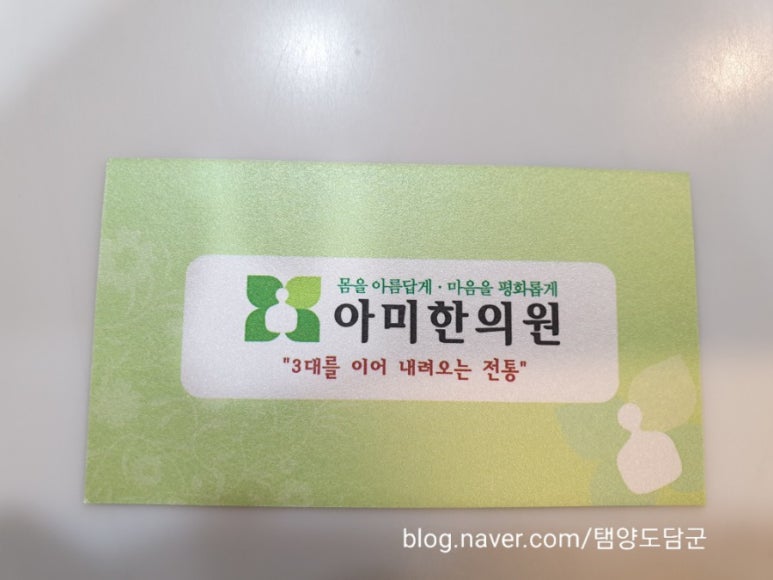 몸을 아름답게 · 마음을 평화롭게
아미한의원
"3대를 이어 내려오는 전통"
blog.naver.com/탬양도담군